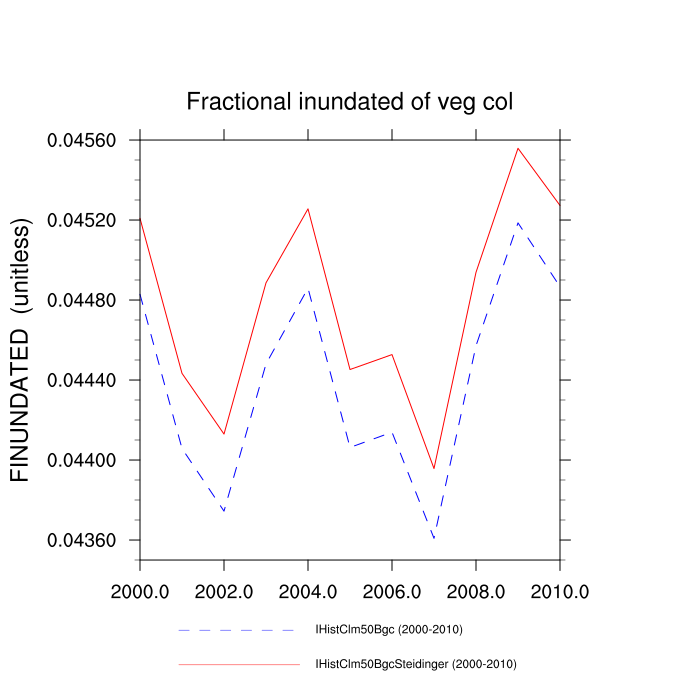 Fractional inundated of veg col
FINUNDATED (unitless)
0.04560
0.04520
0.04480
0.04440
0.04400
0.04360
2000.0 2002.0 2004.0 2006.0 2008.0 2010.0
IHistClm50Bgc (2000-2010)
IHistClm50BgcSteidinger (2000-2010)